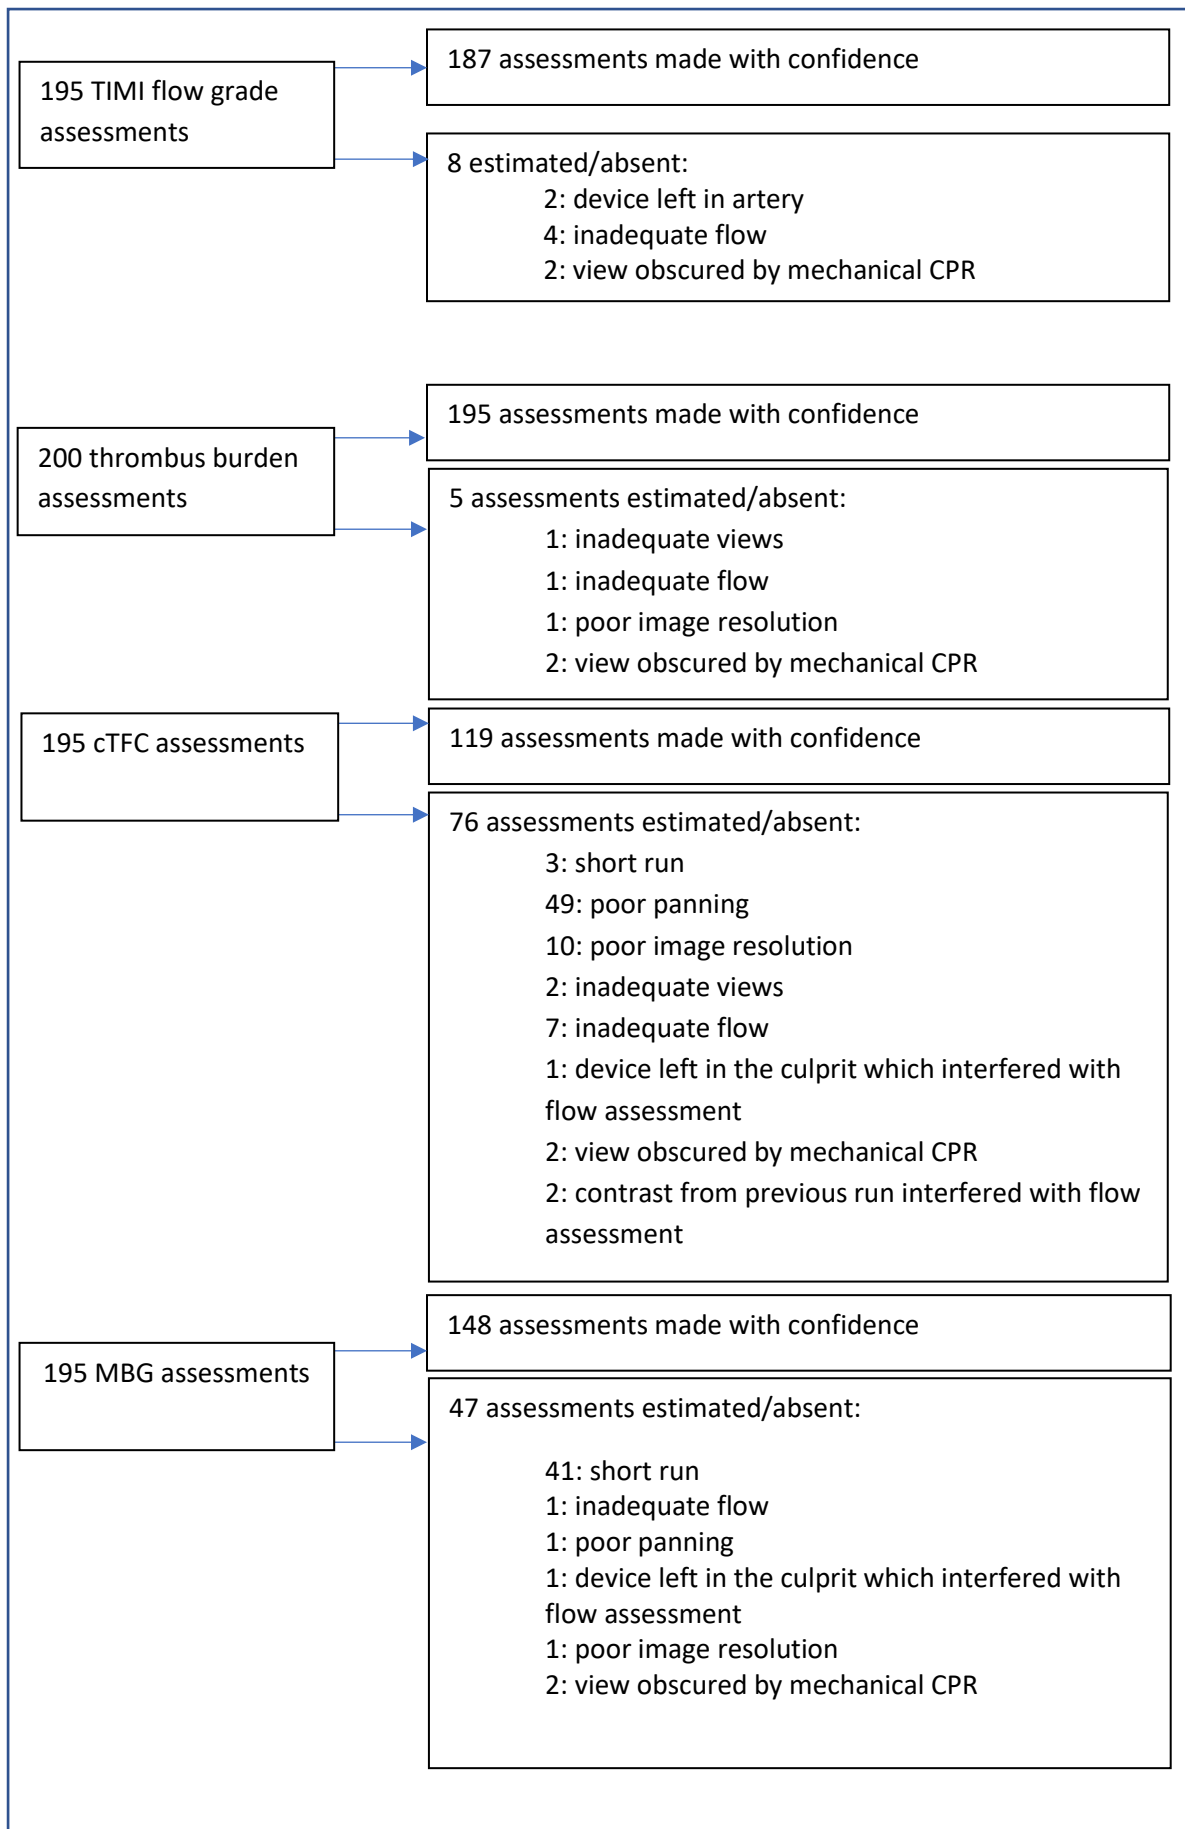 195 TIMI flow grade
assessments
187 assessments made with confidence
8 estimated/absent:
2: device left in artery
4: inadequate flow
2: view obscured by mechanical CPR
200 thrombus burden
assessments
195 assessments made with confidence
5 assessments estimated/absent:
1: inadequate views
1: inadequate flow
1: poor image resolution
2: view obscured by mechanical CPR
195 cTFC assessments
119 assessments made with confidence
76 assessments estimated/absent:
3: short run
49: poor panning
10: poor image resolution
2: inadequate views
7: inadequate flow
1: device left in the culprit which interfered with
flow assessment
2: view obscured by mechanical CPR
2: contrast from previous run interfered with flow
assessment
195 MBG assessments
148 assessments made with confidence
47 assessments estimated/absent:
41: short run
1: inadequate flow
1: poor panning
1: device left in the culprit which interfered with
flow assessment
1: poor image resolution
2: view obscured by mechanical CPR